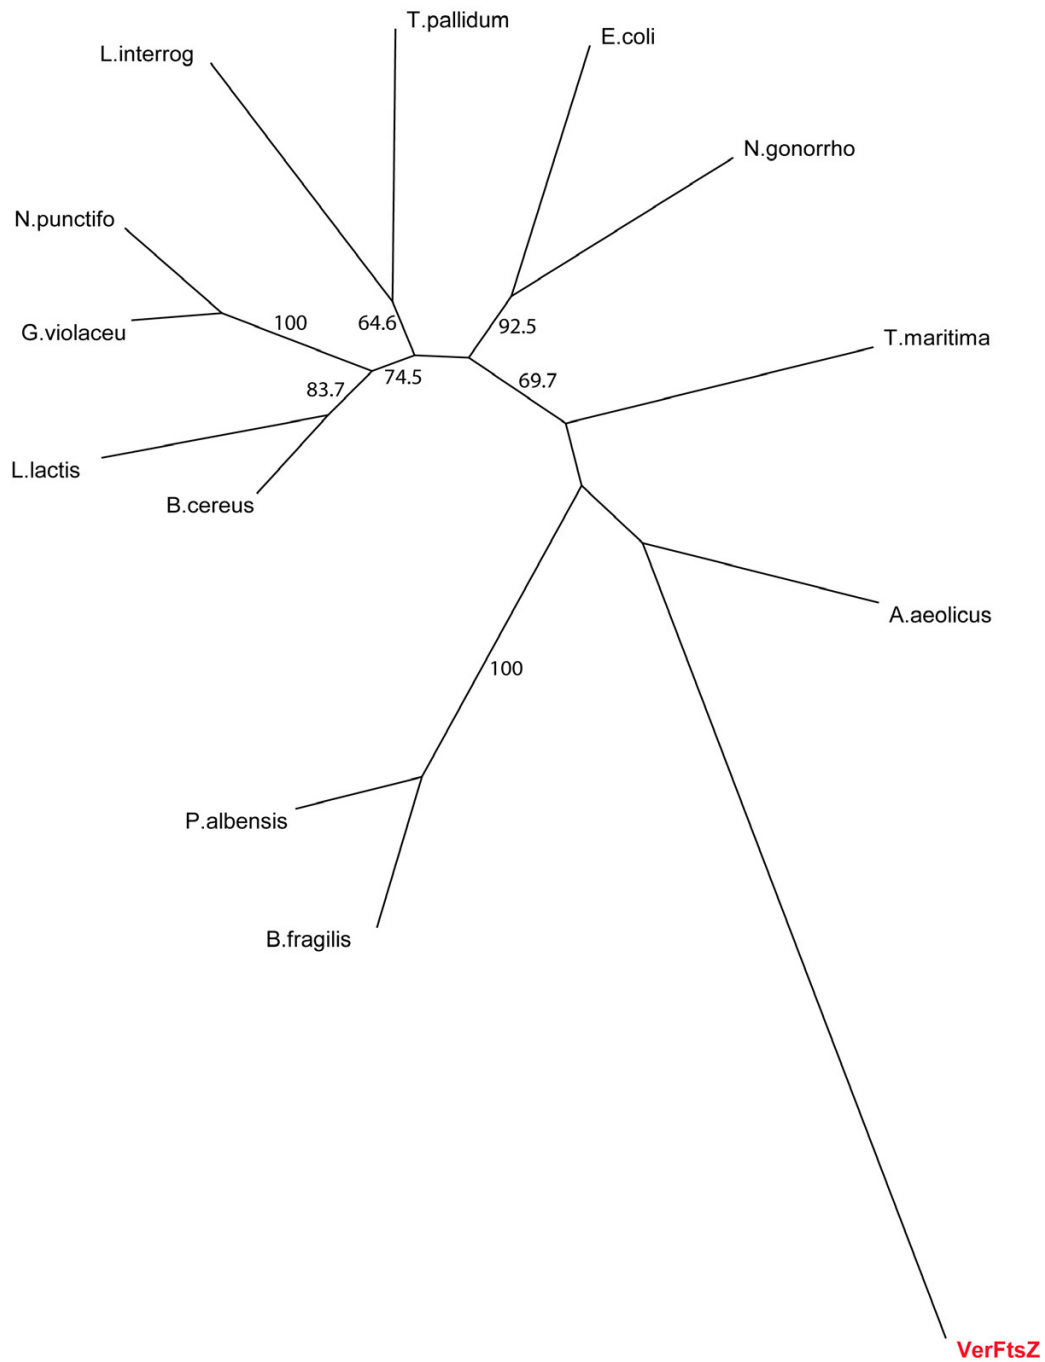 T.pallidum
E.coli
L.interrog
N.gonorrho
N.punctifo
G.violaceu
100
64.6
92.5
T.maritima
74.5
69.7
83.7
L.lactis
B.cereus
A.aeolicus
100
P.albensis
B.fragilis
VerFtsZ